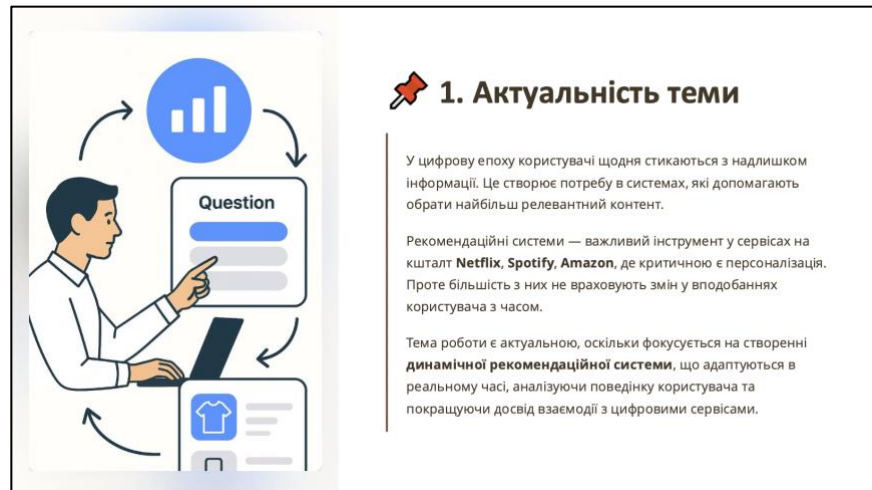 Question
📌 1. Актуальність теми
У цифрову епоху користувачі щодня стикаються з надлишком
інформації. Це створює потребу в системах, які допомагають
обрати найбільш релевантний контент.
Рекомендаційні системи — важливий інструмент у сервісах на
кшталт Netflix, Spotify, Amazon, де критичною є персоналізація.
Проте більшість з них не враховують змін у вподобаннях
користувача з часом.
Тема роботи є актуальною, оскільки фокусується на створенні
динамічної рекомендаційної системи, що адаптуються в
реальному часі, аналізуючи поведінку користувача та
покращуючи досвід взаємодії з цифровими сервісами.